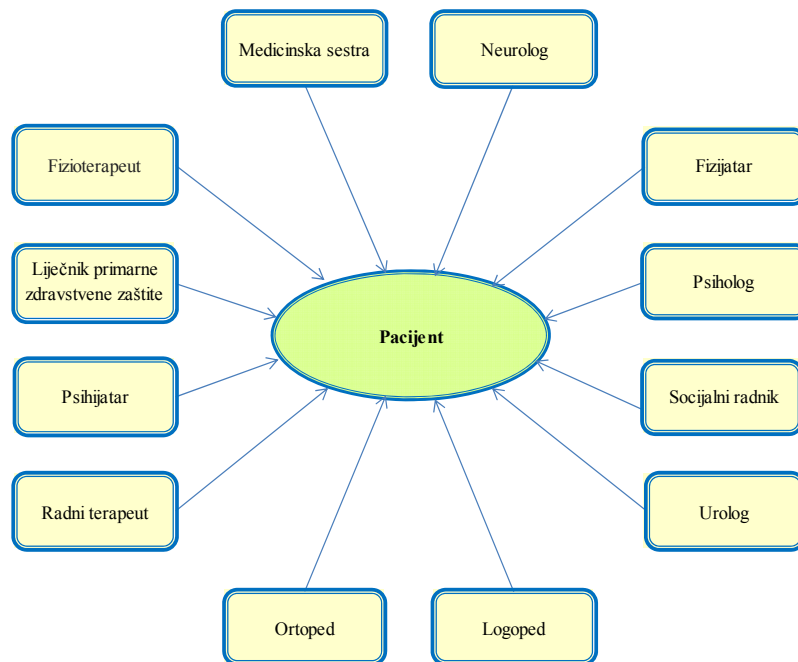 Medicinska sestra
Neurolog
Fizioterapeut
Fizijatar
Liječnik primarne
zdravstvene zaštite
Psiholog
Pacijent
Psihijatar
Socijalni radnik
Radni terapeut
Urolog
Ortoped
Logoped